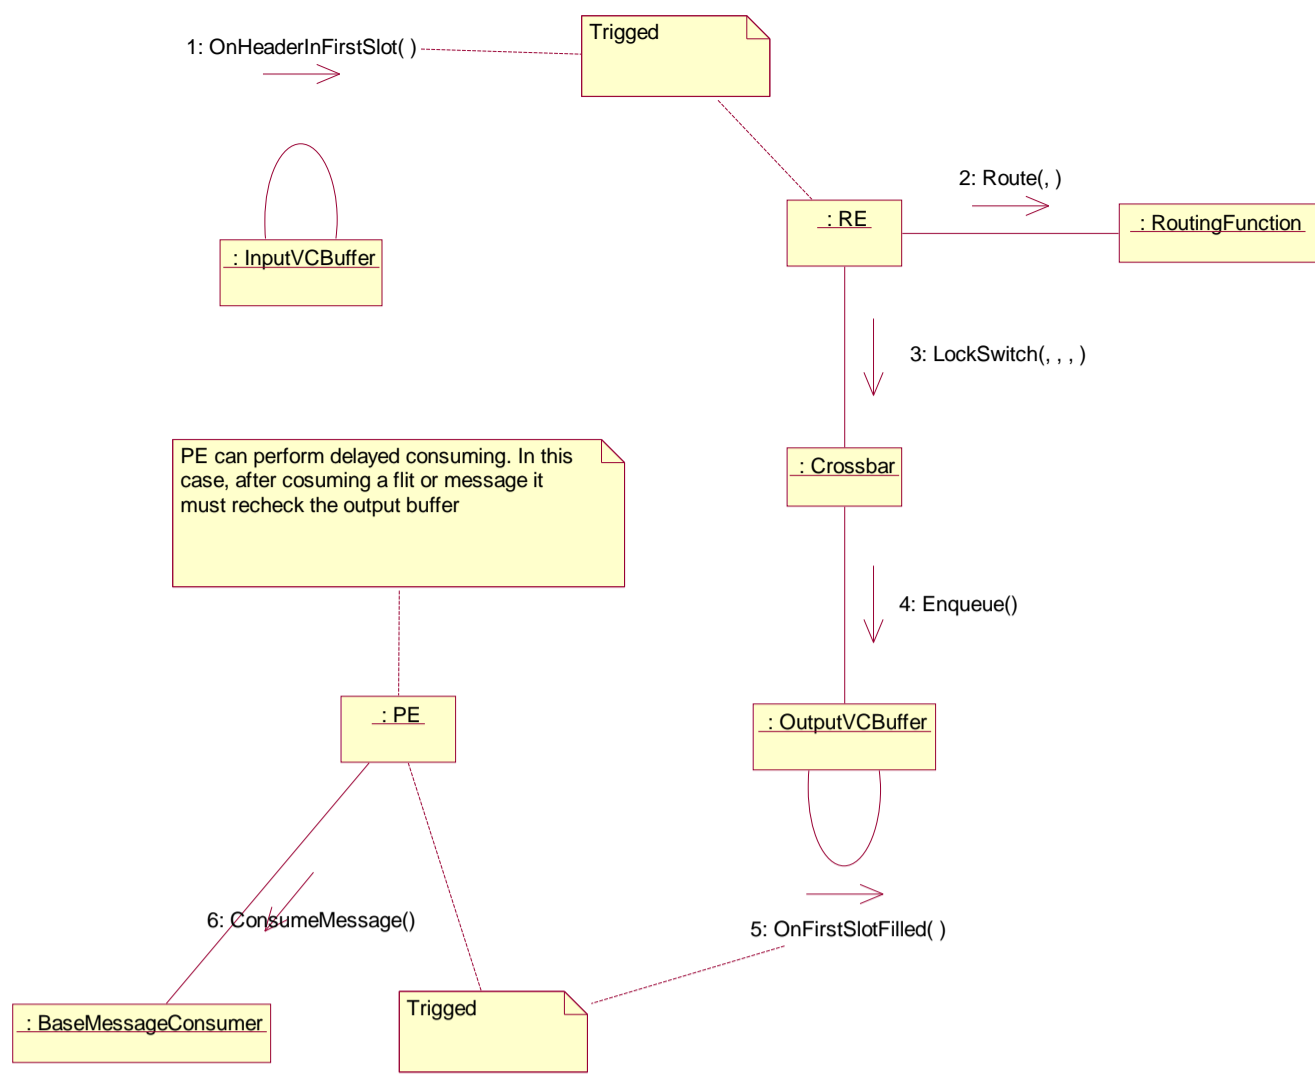 Trigged
1: OnHeaderInFirstSlot( )
2: Route(, )
: RE
: RoutingFunction
: InputVCBuffer
3: LockSwitch(, , , )
PE can perform delayed consuming. In this
case, after cosuming a flit or message it
must recheck the output buffer
: Crossbar
4: Enqueue()
: PE
: OutputVCBuffer
6: ConsumeMessage()
5: OnFirstSlotFilled( )
Trigged
: BaseMessageConsumer